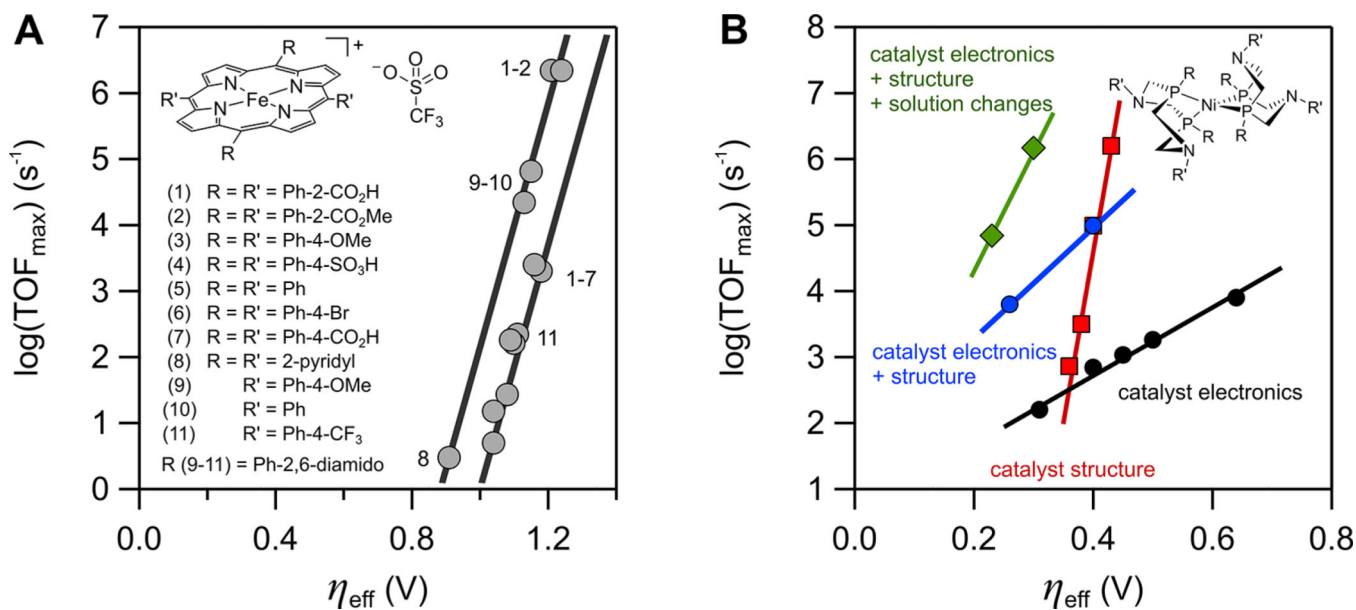 A
log(TOFmax) (s⁻¹)
7
6
5
4
3
2
1
0
0.0
0.4
0.8
1.2
ηeff (V)
R
R'
N
N
Fe
N
N
R'
R
+
⁻O
O
S
O
CF₃
(1) R = R' = Ph-2-CO₂H
(2) R = R' = Ph-2-CO₂Me
(3) R = R' = Ph-4-OMe
(4) R = R' = Ph-4-SO₃H
(5) R = R' = Ph
(6) R = R' = Ph-4-Br
(7) R = R' = Ph-4-CO₂H
(8) R = R' = 2-pyridyl
(9) R' = Ph-4-OMe
(10) R' = Ph
(11) R' = Ph-4-CF₃
R (9-11) = Ph-2,6-diamido
1-2
9-10
1-7
11
8
B
log(TOFmax) (s⁻¹)
8
7
6
5
4
3
2
1
0.0
0.2
0.4
0.6
0.8
ηeff (V)
catalyst electronics
+ structure
+ solution changes
catalyst electronics
+ structure
catalyst structure
catalyst electronics
R'
N
R
P
P
R
N
R'
Ni
R'
N
R
P
P
R
N
R'